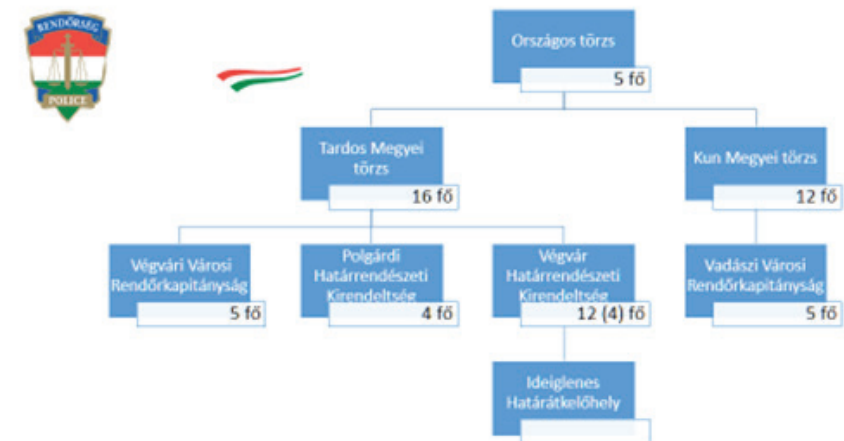 RENDŐRSÉG
POLICE
Országos törzs
5 fő
Tardos Megyei
törzs
16 fő
Kun Megyei törzs
12 fő
Végvári Városi
Rendőrkapitányság
5 fő
Polgárdi
Határrendészeti
Kirendeltség
4 fő
Végvár
Határrendészeti
Kirendeltség
12 (4) fő
Vadászi Városi
Rendőrkapitányság
5 fő
Ideiglenes
Határátkelőhely